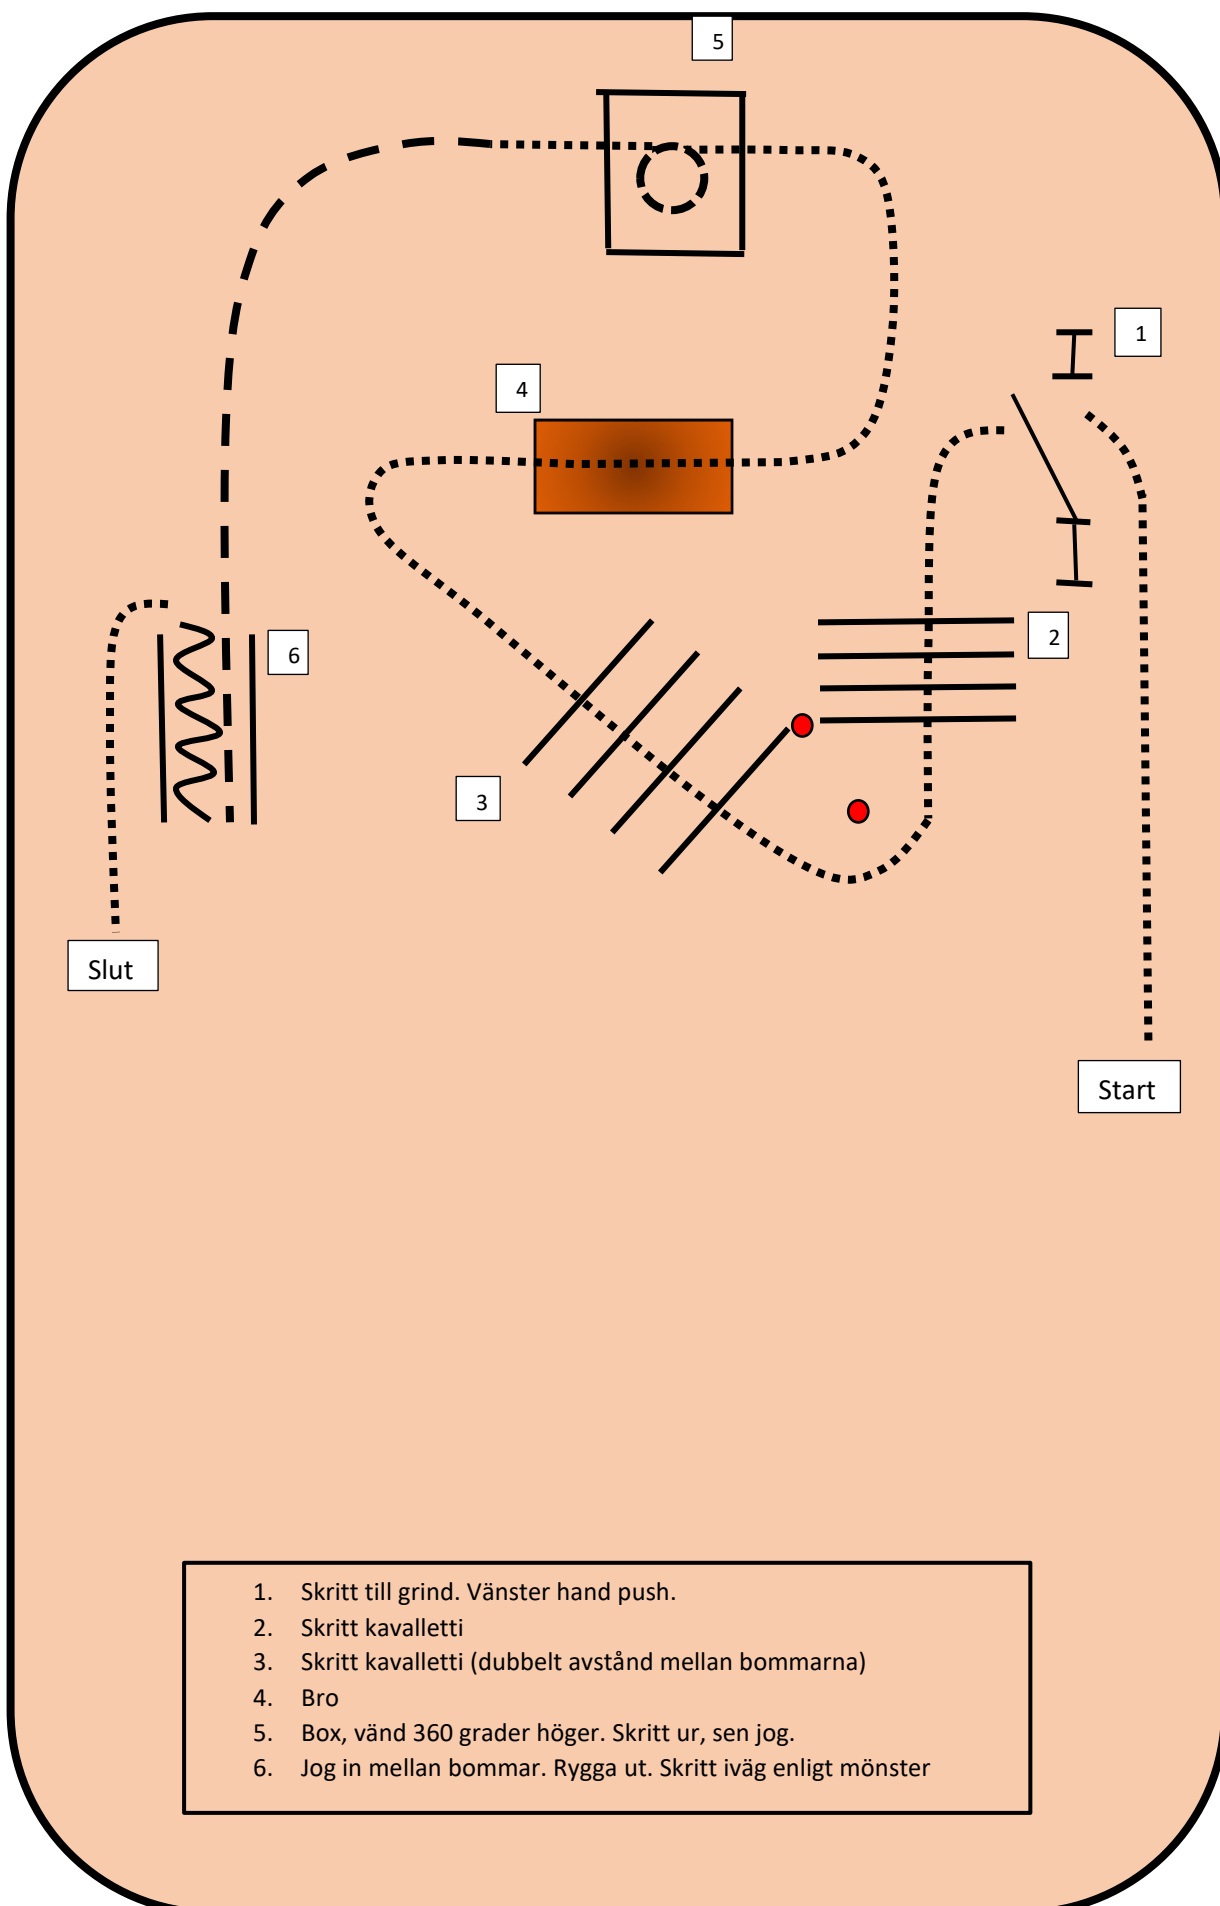 5
1
4
2
6
3
Slut
Start
1. Skritt till grind. Vänster hand push.
2. Skritt kavalletti
3. Skritt kavalletti (dubbelt avstånd mellan bommarna)
4. Bro
5. Box, vänd 360 grader höger. Skritt ur, sen jog.
6. Jog in mellan bommar. Rygga ut. Skritt iväg enligt mönster